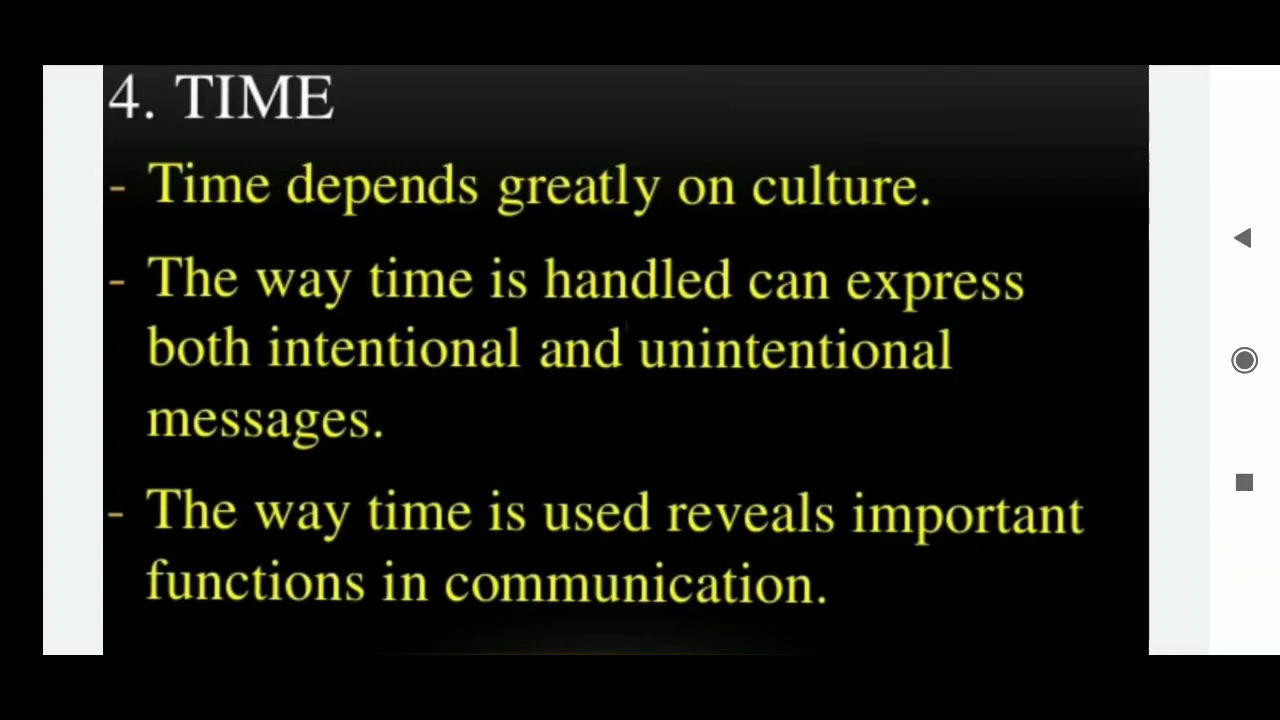 4. TIME
- Time depends greatly on culture.
- The way time is handled can express
both intentional and unintentional
messages.
- The way time is used reveals important
functions in communication.